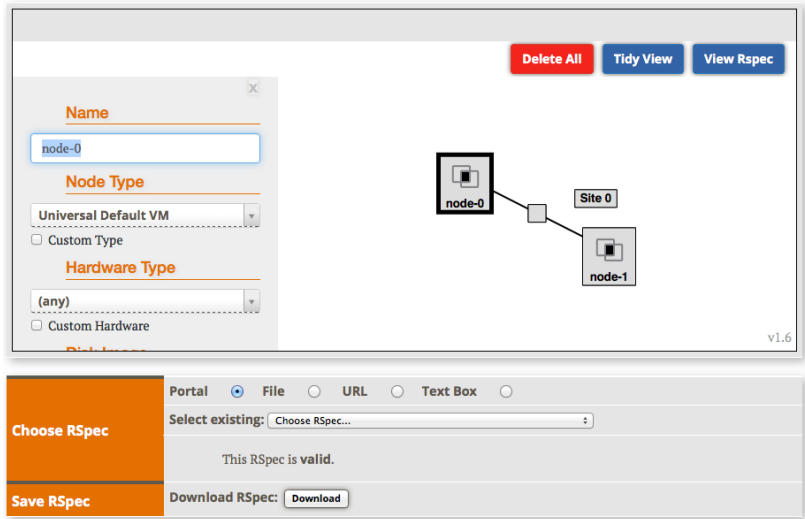 Delete All Tidy View View Rspec
x
Name
node-0
Node Type
Universal Default VM
Custom Type
Hardware Type
(any)
Custom Hardware
Disk Image
node-0
Site 0
node-1
v1.6
Choose RSpec
Portal File URL Text Box
Select existing: Choose RSpec...
This RSpec is valid.
Save RSpec
Download RSpec: Download